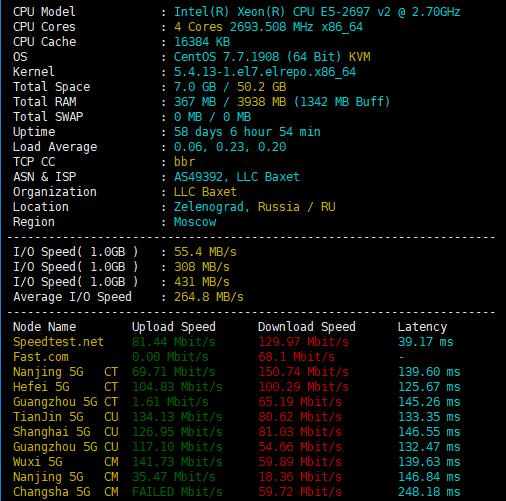 CPU Model : Intel(R) Xeon(R) CPU E5-2697 v2 @ 2.70GHz
CPU Cores : 4 Cores 2693.508 MHz x86_64
CPU Cache : 16384 KB
OS : CentOS 7.7.1908 (64 Bit) KVM
Kernel : 5.4.13-1.el7.elrepo.x86_64
Total Space : 7.0 GB / 50.2 GB
Total RAM : 367 MB / 3938 MB (1342 MB Buff)
Total SWAP : 0 MB / 0 MB
Uptime : 58 days 6 hour 54 min
Load Average : 0.06, 0.23, 0.20
TCP CC : bbr
ASN & ISP : AS49392, LLC Baxet
Organization : LLC Baxet
Location : Zelenograd, Russia / RU
Region : Moscow
----------------------------------------------------------------------
I/O Speed( 1.0GB ) : 55.4 MB/s
I/O Speed( 1.0GB ) : 308 MB/s
I/O Speed( 1.0GB ) : 431 MB/s
Average I/O Speed : 264.8 MB/s
----------------------------------------------------------------------
Node Name Upload Speed Download Speed Latency
Speedtest.net 81.44 Mbit/s 129.97 Mbit/s 39.17 ms
Fast.com 0.00 Mbit/s 68.1 Mbit/s -
Nanjing 5G CT 69.71 Mbit/s 150.74 Mbit/s 139.60 ms
Hefei 5G CT 104.83 Mbit/s 100.29 Mbit/s 125.67 ms
Guangzhou 5G CT 1.61 Mbit/s 65.19 Mbit/s 145.26 ms
TianJin 5G CU 134.13 Mbit/s 80.62 Mbit/s 133.35 ms
Shanghai 5G CU 126.95 Mbit/s 81.03 Mbit/s 146.55 ms
Guangzhou 5G CU 117.10 Mbit/s 54.66 Mbit/s 132.47 ms
Wuxi 5G CM 141.73 Mbit/s 59.89 Mbit/s 139.63 ms
Nanjing 5G CM 35.47 Mbit/s 18.36 Mbit/s 146.84 ms
Changsha 5G CM FAILED Mbit/s 59.72 Mbit/s 248.18 ms